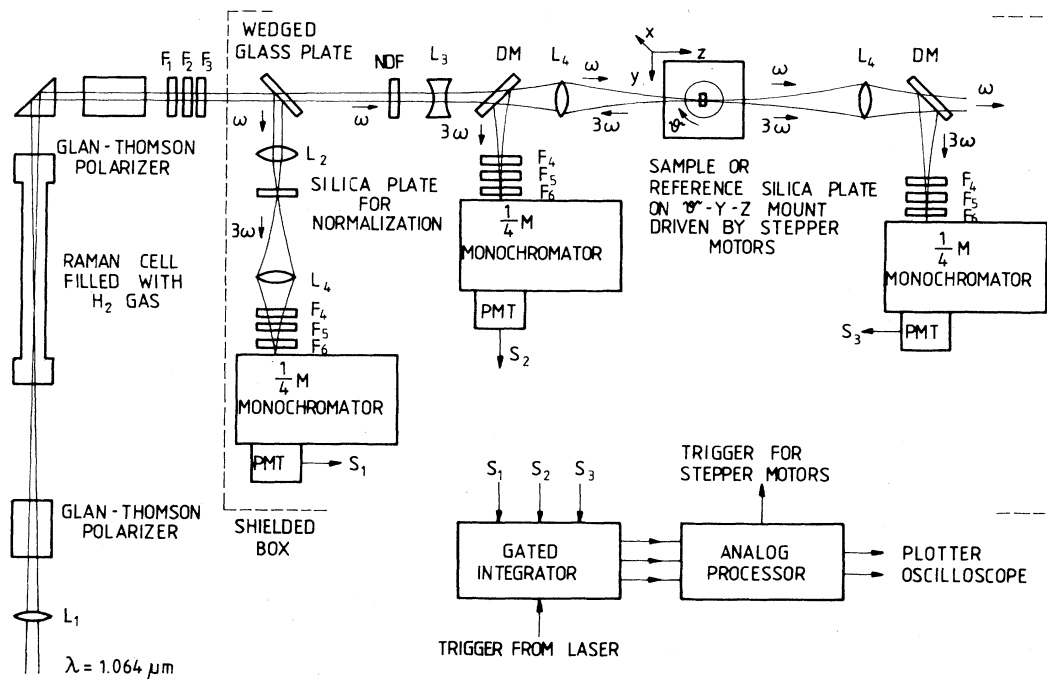 WEDGED
GLASS PLATE
F1 F2 F3
NDF
L3
DM
L4
ω
x
z
y
ω
L4
DM
ω
ω
ω
3ω
3ω
ϑ
3ω
3ω
GLAN-THOMSON
POLARIZER
L2
SILICA PLATE
FOR
NORMALIZATION
3ω
F4
F5
F6
1/4 M
MONOCHROMATOR
PMT
S2
SAMPLE OR
REFERENCE SILICA PLATE
ON ϑ-Y-Z MOUNT
DRIVEN BY STEPPER
MOTORS
F4
F5
F6
1/4 M
MONOCHROMATOR
PMT
S3
RAMAN CELL
FILLED WITH
H2 GAS
L4
F4
F5
F6
1/4 M
MONOCHROMATOR
PMT
S1
GLAN-THOMSON
POLARIZER
SHIELDED
BOX
L1
λ = 1.064 μm
S1 S2 S3
TRIGGER FOR
STEPPER MOTORS
GATED
INTEGRATOR
ANALOG
PROCESSOR
PLOTTER
OSCILLOSCOPE
TRIGGER FROM LASER